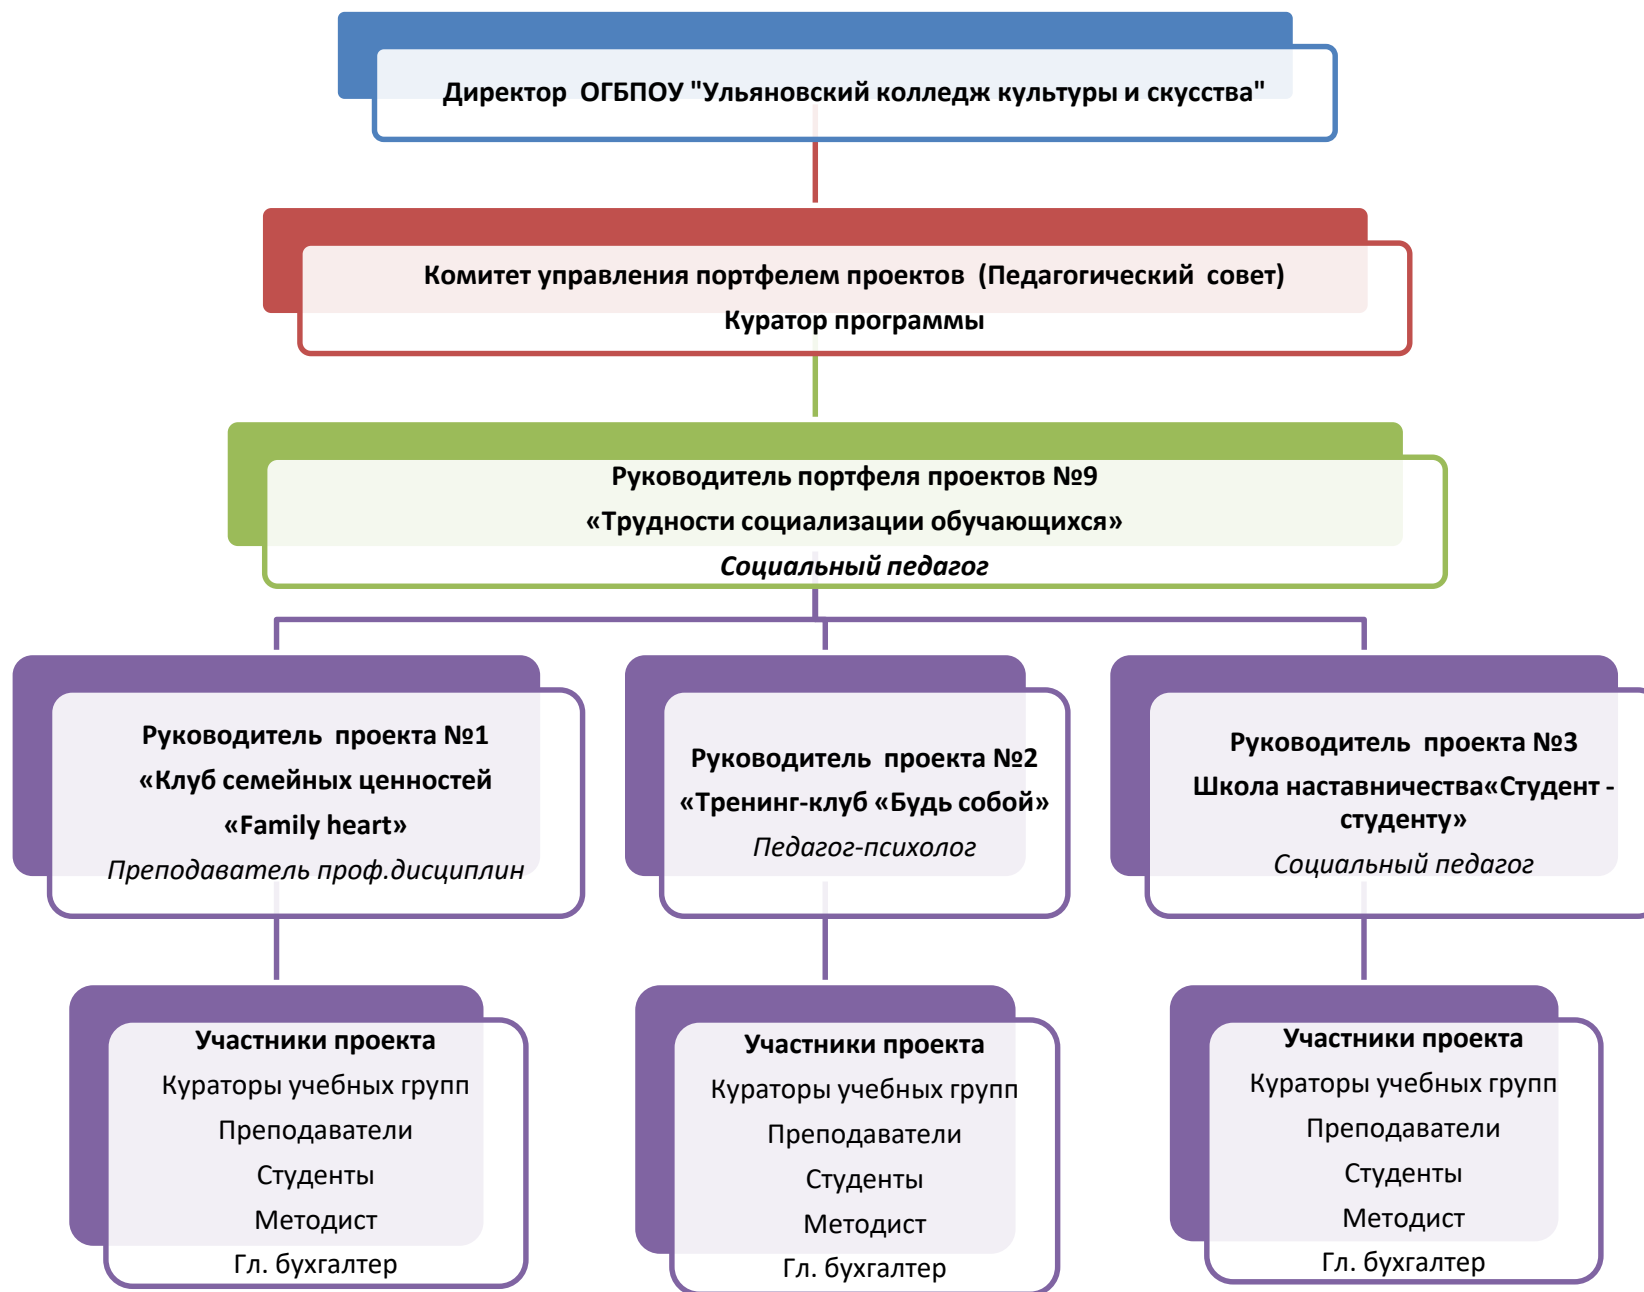 Директор ОГБПОУ "Ульяновский колледж культуры и скусства"
Комитет управления портфелем проектов (Педагогический совет)
Куратор программы
Руководитель портфеля проектов №9
«Трудности социализации обучающихся»
Социальный педагог
Руководитель проекта №1
«Клуб семейных ценностей
«Family heart»
Преподаватель проф.дисциплин
Руководитель проекта №2
«Тренинг-клуб «Будь собой»
Педагог-психолог
Руководитель проекта №3
Школа наставничества«Студент -
студенту»
Социальный педагог
Участники проекта
Кураторы учебных групп
Преподаватели
Студенты
Методист
Гл. бухгалтер
Участники проекта
Кураторы учебных групп
Преподаватели
Студенты
Методист
Гл. бухгалтер
Участники проекта
Кураторы учебных групп
Преподаватели
Студенты
Методист
Гл. бухгалтер